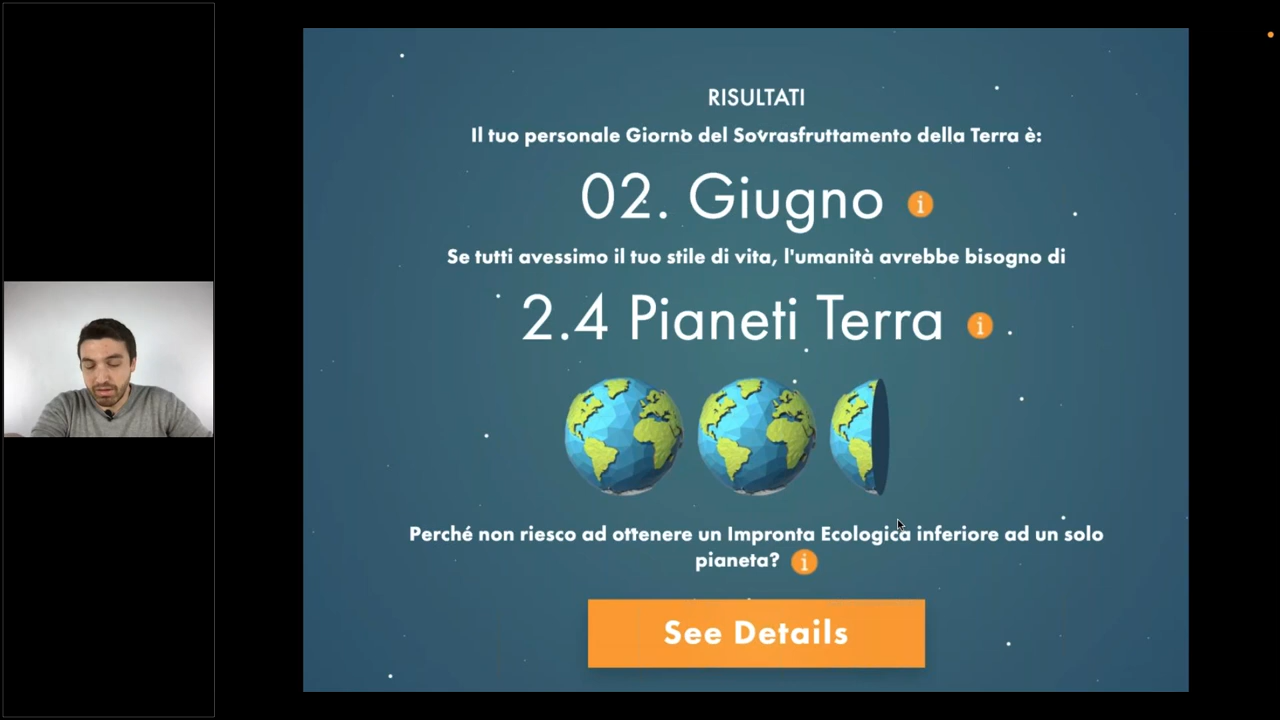 RISULTATI
Il tuo personale Giorno del Sovrasfruttamento della Terra è:
02. Giugno i
Se tutti avessimo il tuo stile di vita, l'umanità avrebbe bisogno di
2.4 Pianeti Terra i
Perché non riesco ad ottenere un Impronta Ecologica inferiore ad un solo
pianeta? i
See Details